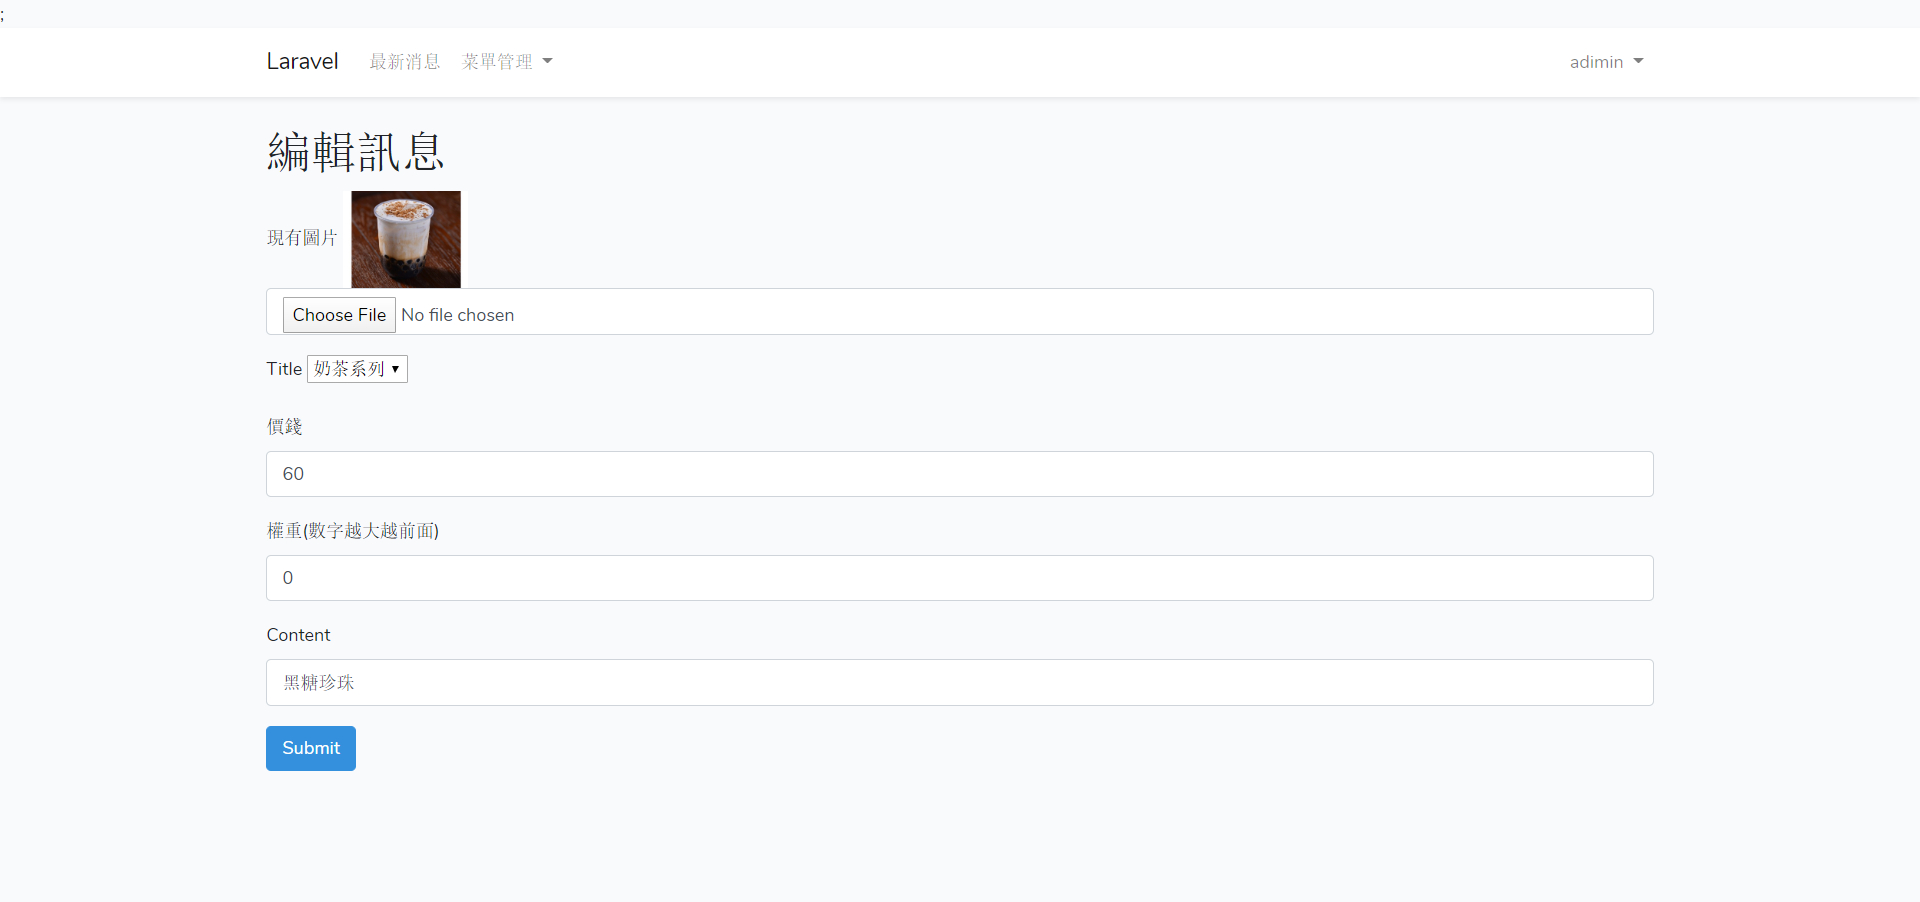 ;
Laravel 最新消息 菜單管理 adimin
編輯訊息
現有圖片
Choose File No file chosen
Title 奶茶系列
價錢
60
權重(數字越大越前面)
0
Content
黑糖珍珠
Submit